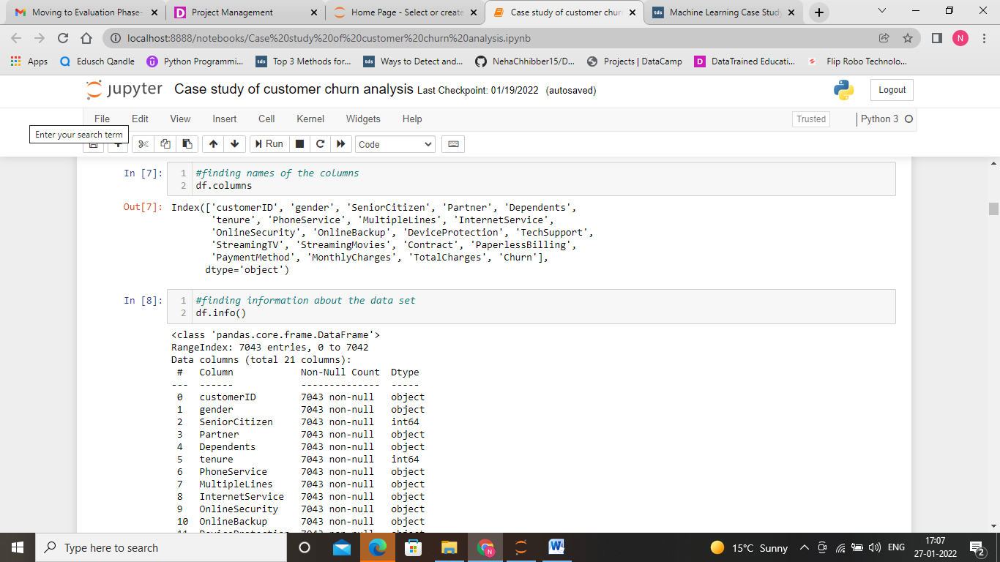 Moving to Evaluation Phase-
Project Management
Home Page - Select or create
Case study of customer churn
Machine Learning Case Study
localhost:8888/notebooks/Case%20study%20of%20customer%20churn%20analysis.ipynb
N
Apps
Edusch Qandle
Python Programmi...
Top 3 Methods for...
Ways to Detect and...
NehaChhibber15/D...
Projects | DataCamp
DataTrained Educati...
Flip Robo Technolo...
jupyter Case study of customer churn analysis Last Checkpoint: 01/19/2022 (autosaved)
Logout
File Edit View Insert Cell Kernel Widgets Help
Trusted
Python 3
Enter your search term
Run
Code
In [7]: 1 #finding names of the columns
2 df.columns
Out[7]: Index(['customerID', 'gender', 'SeniorCitizen', 'Partner', 'Dependents',
'tenure', 'PhoneService', 'MultipleLines', 'InternetService',
'OnlineSecurity', 'OnlineBackup', 'DeviceProtection', 'TechSupport',
'StreamingTV', 'StreamingMovies', 'Contract', 'PaperlessBilling',
'PaymentMethod', 'MonthlyCharges', 'TotalCharges', 'Churn'],
dtype='object')
In [8]: 1 #finding information about the data set
2 df.info()
<class 'pandas.core.frame.DataFrame'>
RangeIndex: 7043 entries, 0 to 7042
Data columns (total 21 columns):
# Column Non-Null Count Dtype
--- ------ -------------- -----
0 customerID 7043 non-null object
1 gender 7043 non-null object
2 SeniorCitizen 7043 non-null int64
3 Partner 7043 non-null object
4 Dependents 7043 non-null object
5 tenure 7043 non-null int64
6 PhoneService 7043 non-null object
7 MultipleLines 7043 non-null object
8 InternetService 7043 non-null object
9 OnlineSecurity 7043 non-null object
10 OnlineBackup 7043 non-null object
11 DeviceProtection 7043 non-null object
Type here to search
15°C Sunny
ENG
17:07
27-01-2022
2